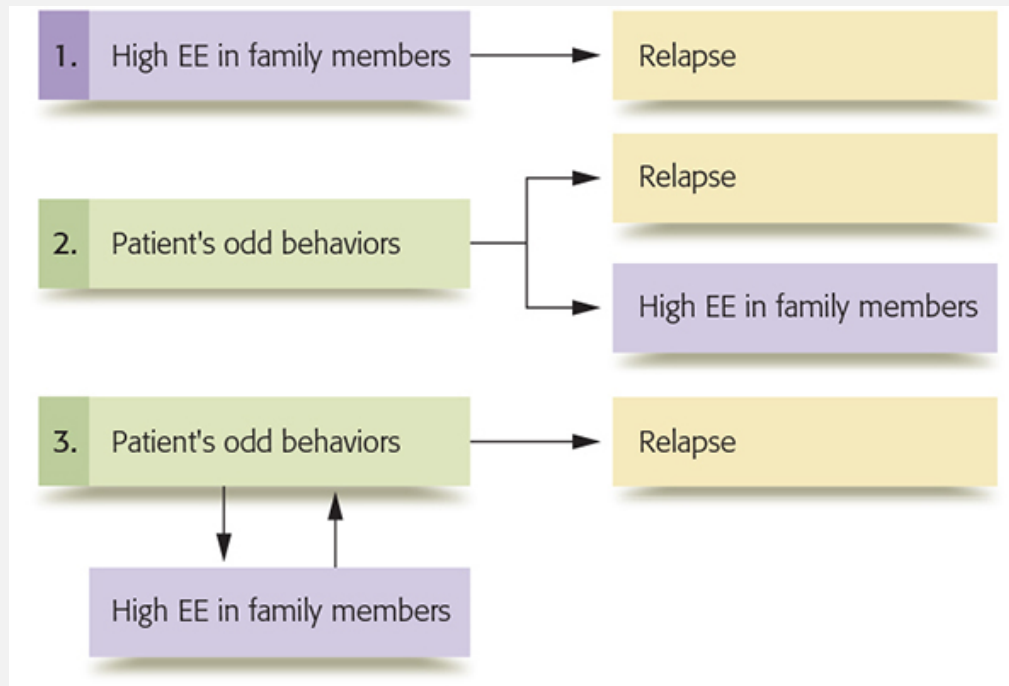 1. High EE in family members
Relapse
Relapse
2. Patient's odd behaviors
High EE in family members
3. Patient's odd behaviors
Relapse
High EE in family members